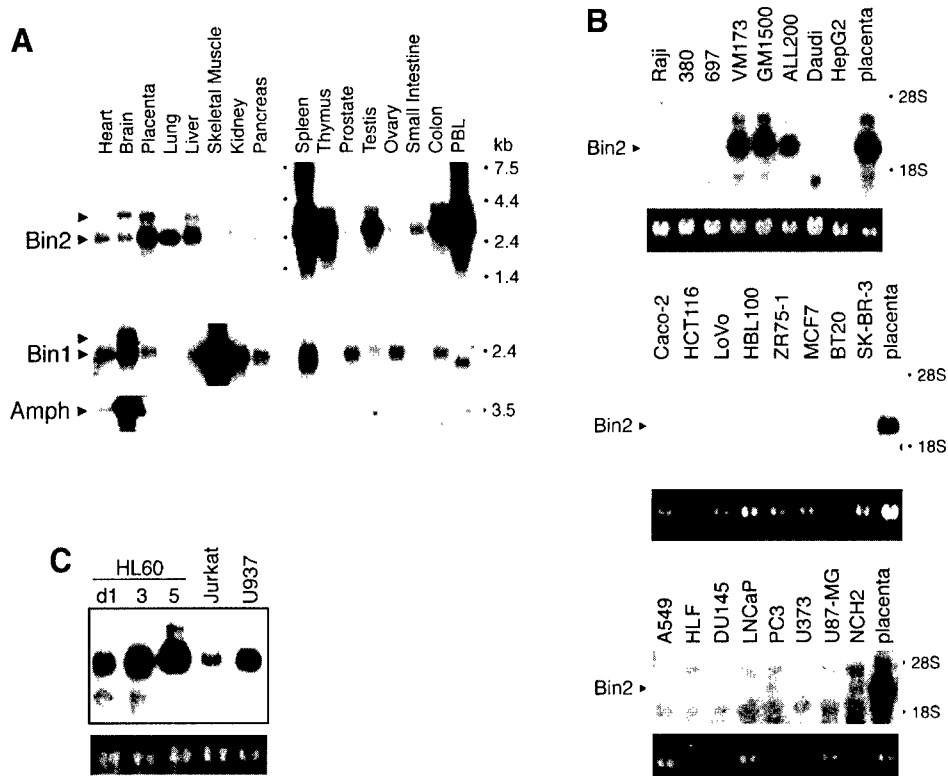 A
Heart
Brain
Placenta
Lung
Liver
Skeletal Muscle
Kidney
Pancreas
Spleen
Thymus
Prostate
Testis
Ovary
Small Intestine
Colon
PBL
kb
7.5
4.4
2.4
1.4
Bin2
Bin1
2.4
Amph
3.5
B
Raji
380
697
VM173
GM1500
ALL200
Daudi
HepG2
placenta
28S
Bin2
18S
Caco-2
HCT116
LoVo
HBL100
ZR75-1
MCF7
BT20
SK-BR-3
placenta
28S
Bin2
18S
A549
HLF
DU145
LNCaP
PC3
U373
U87-MG
NCH2
placenta
28S
Bin2
18S
C
HL60
d1 3 5
Jurkat
U937